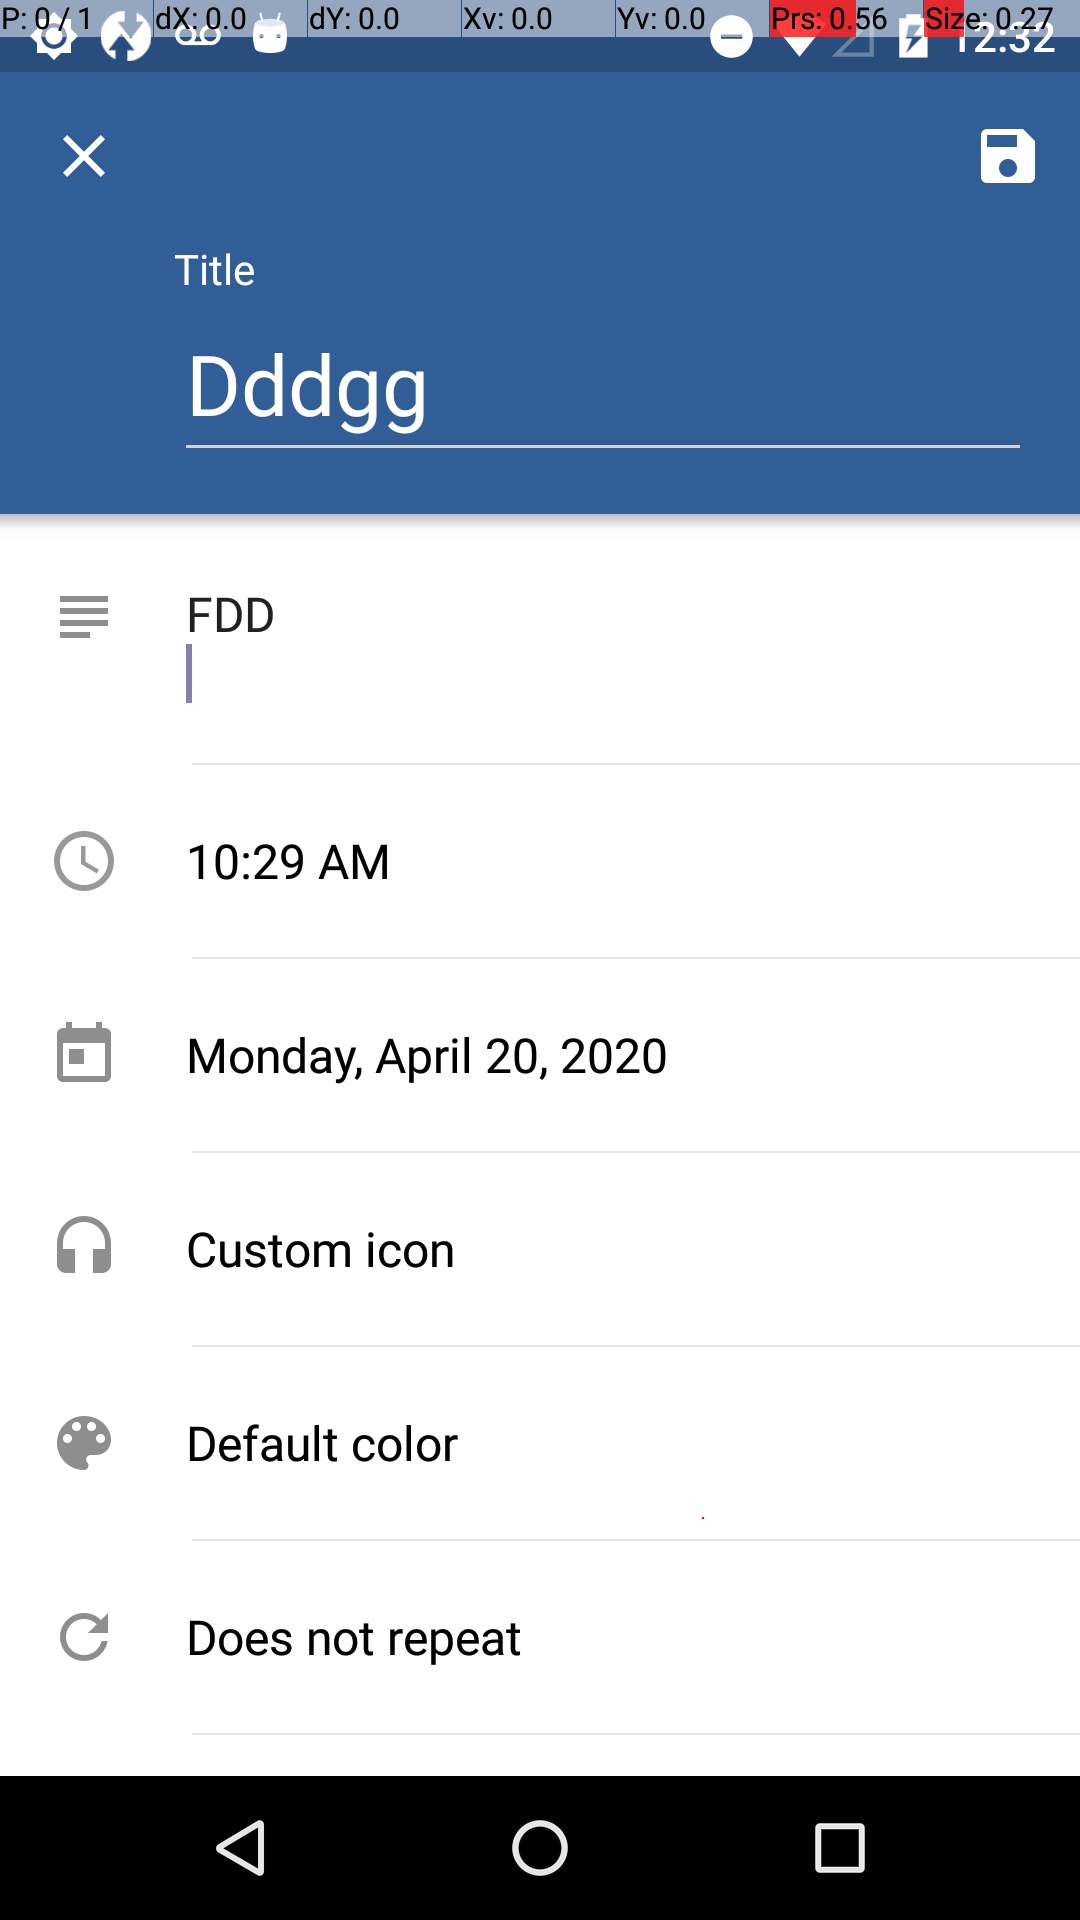 P: 0 / 1 dX: 0.0 dY: 0.0 Xv: 0.0 Yv: 0.0 Prs: 0.56 Size: 0.27
12:32
Title
Dddgg
FDD
10:29 AM
Monday, April 20, 2020
Custom icon
Default color
Does not repeat